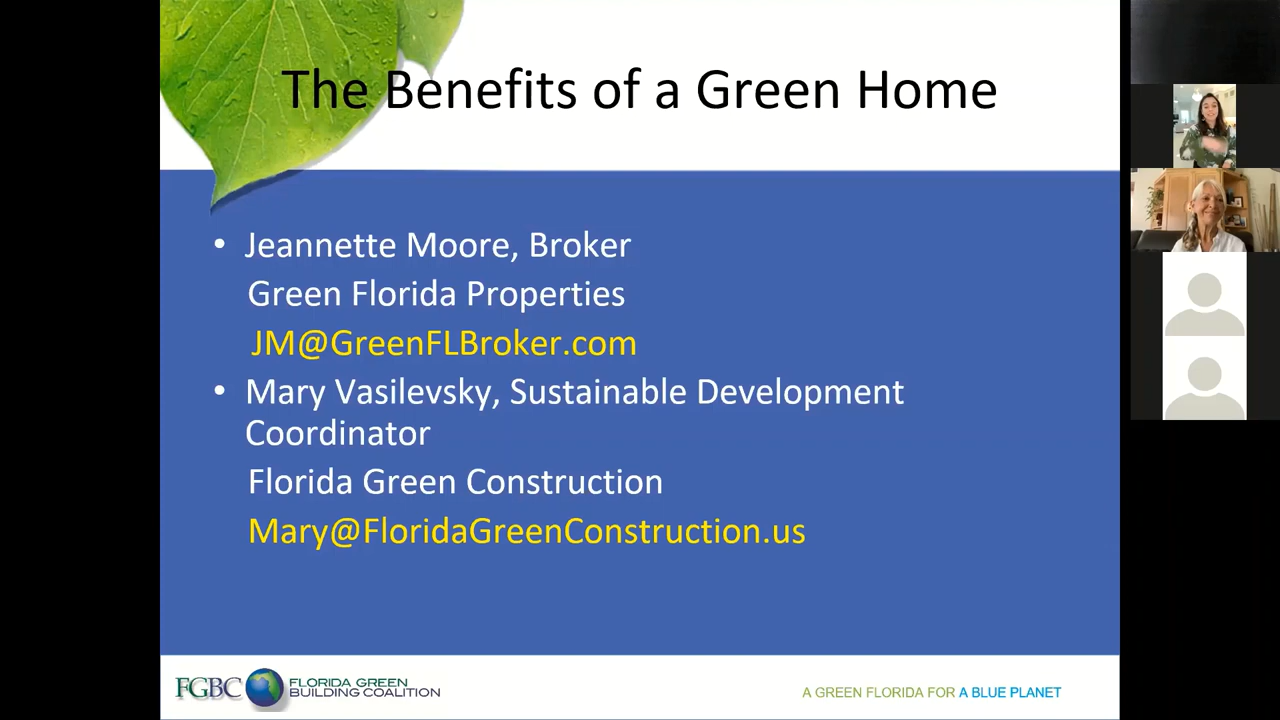 The Benefits of a Green Home
• Jeannette Moore, Broker
Green Florida Properties
JM@GreenFLBroker.com
• Mary Vasilevsky, Sustainable Development
Coordinator
Florida Green Construction
Mary@FloridaGreenConstruction.us
FGBC FLORIDA GREEN
BUILDING COALITION
A GREEN FLORIDA FOR A BLUE PLANET